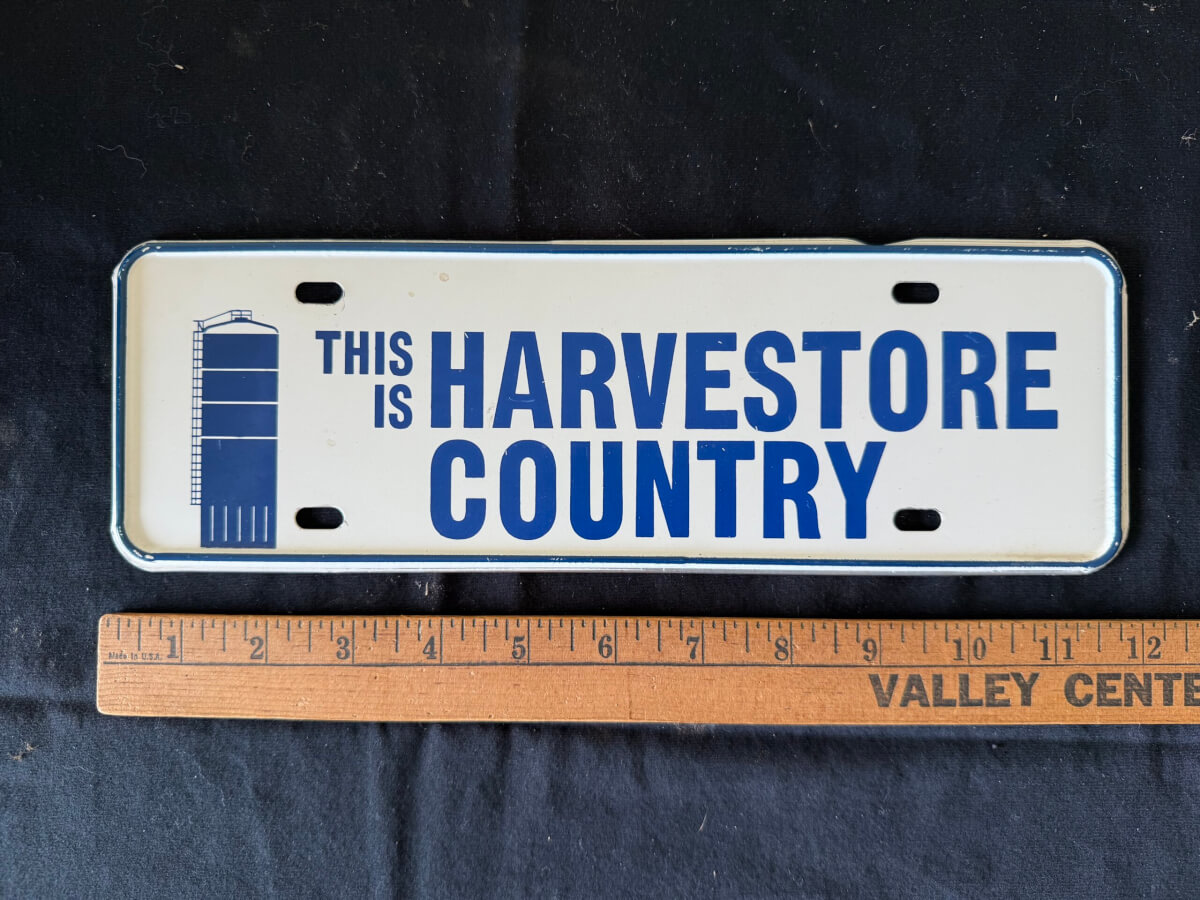 THIS HARVESTORE
IS COUNTRY
Made in U.S.A.
1 2 3 4 5 6 7 8 9 10 11 12
VALLEY CENTE